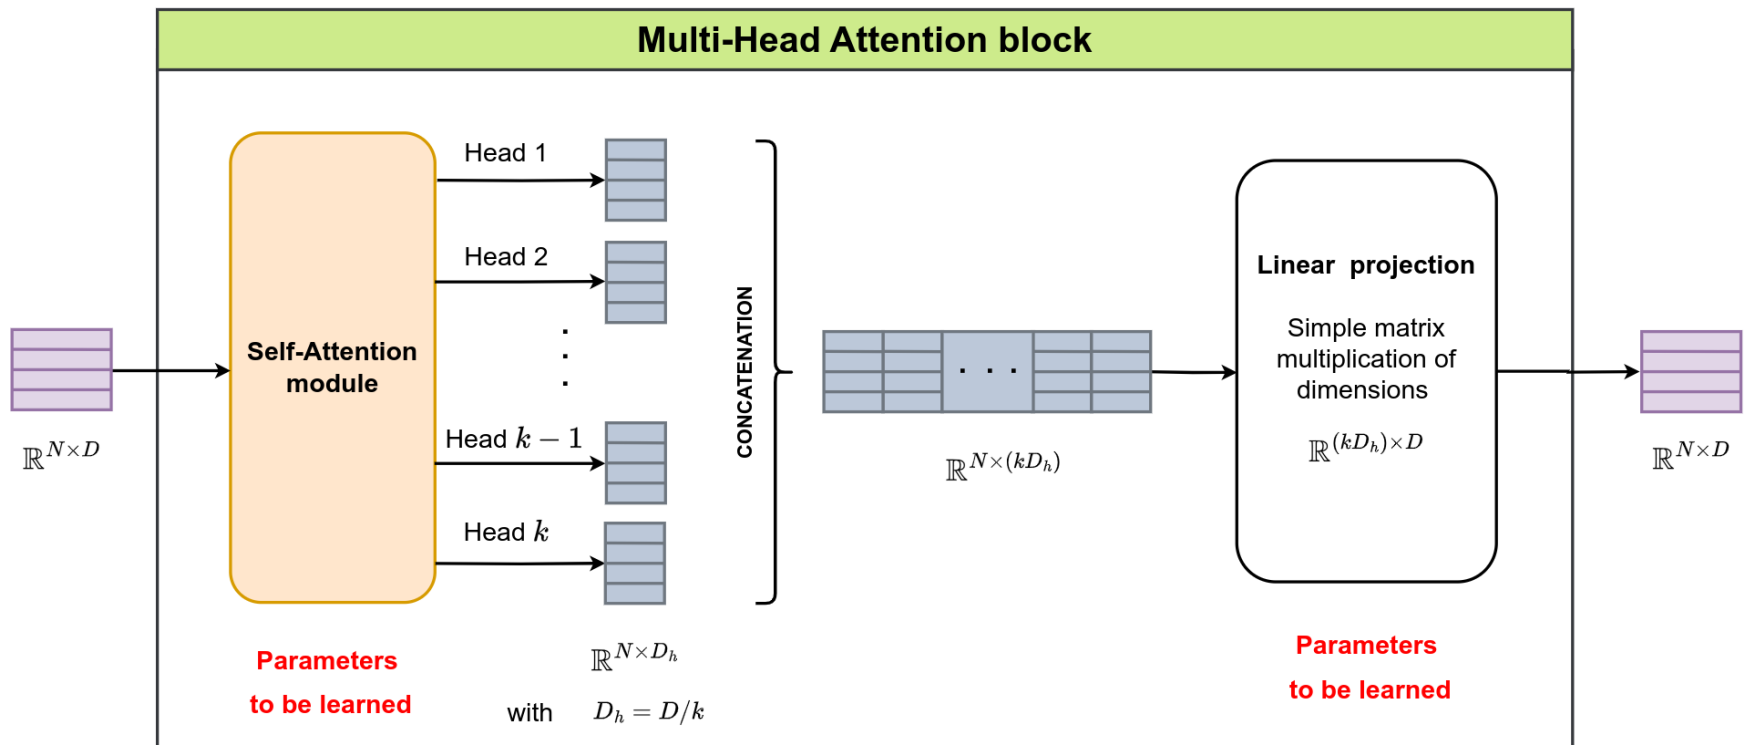 Multi-Head Attention block
Head 1
Head 2
.
.
.
Head k − 1
Head k
Self-Attention
module
ℝ^{N×D}
Parameters
to be learned
ℝ^{N×D_h}
with D_h = D/k
CONCATENATION
. . .
ℝ^{N×(kD_h)}
Linear projection
Simple matrix
multiplication of
dimensions
ℝ^{(kD_h)×D}
Parameters
to be learned
ℝ^{N×D}